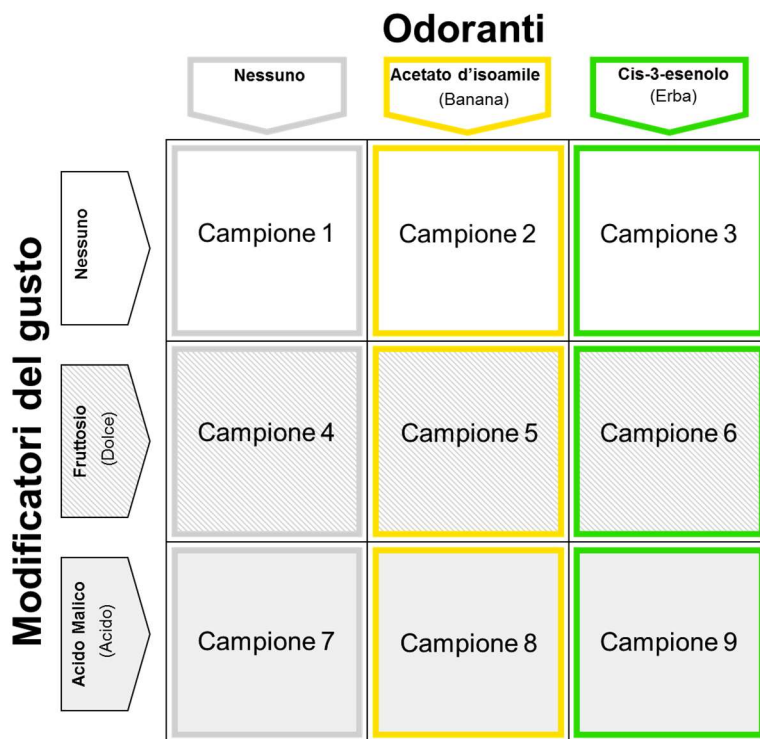 Odoranti
Nessuno
Acetato d'isoamile
(Banana)
Cis-3-esenolo
(Erba)
Modificatori del gusto
Nessuno
Campione 1
Campione 2
Campione 3
Fruttosio
(Dolce)
Campione 4
Campione 5
Campione 6
Acido Malico
(Acido)
Campione 7
Campione 8
Campione 9